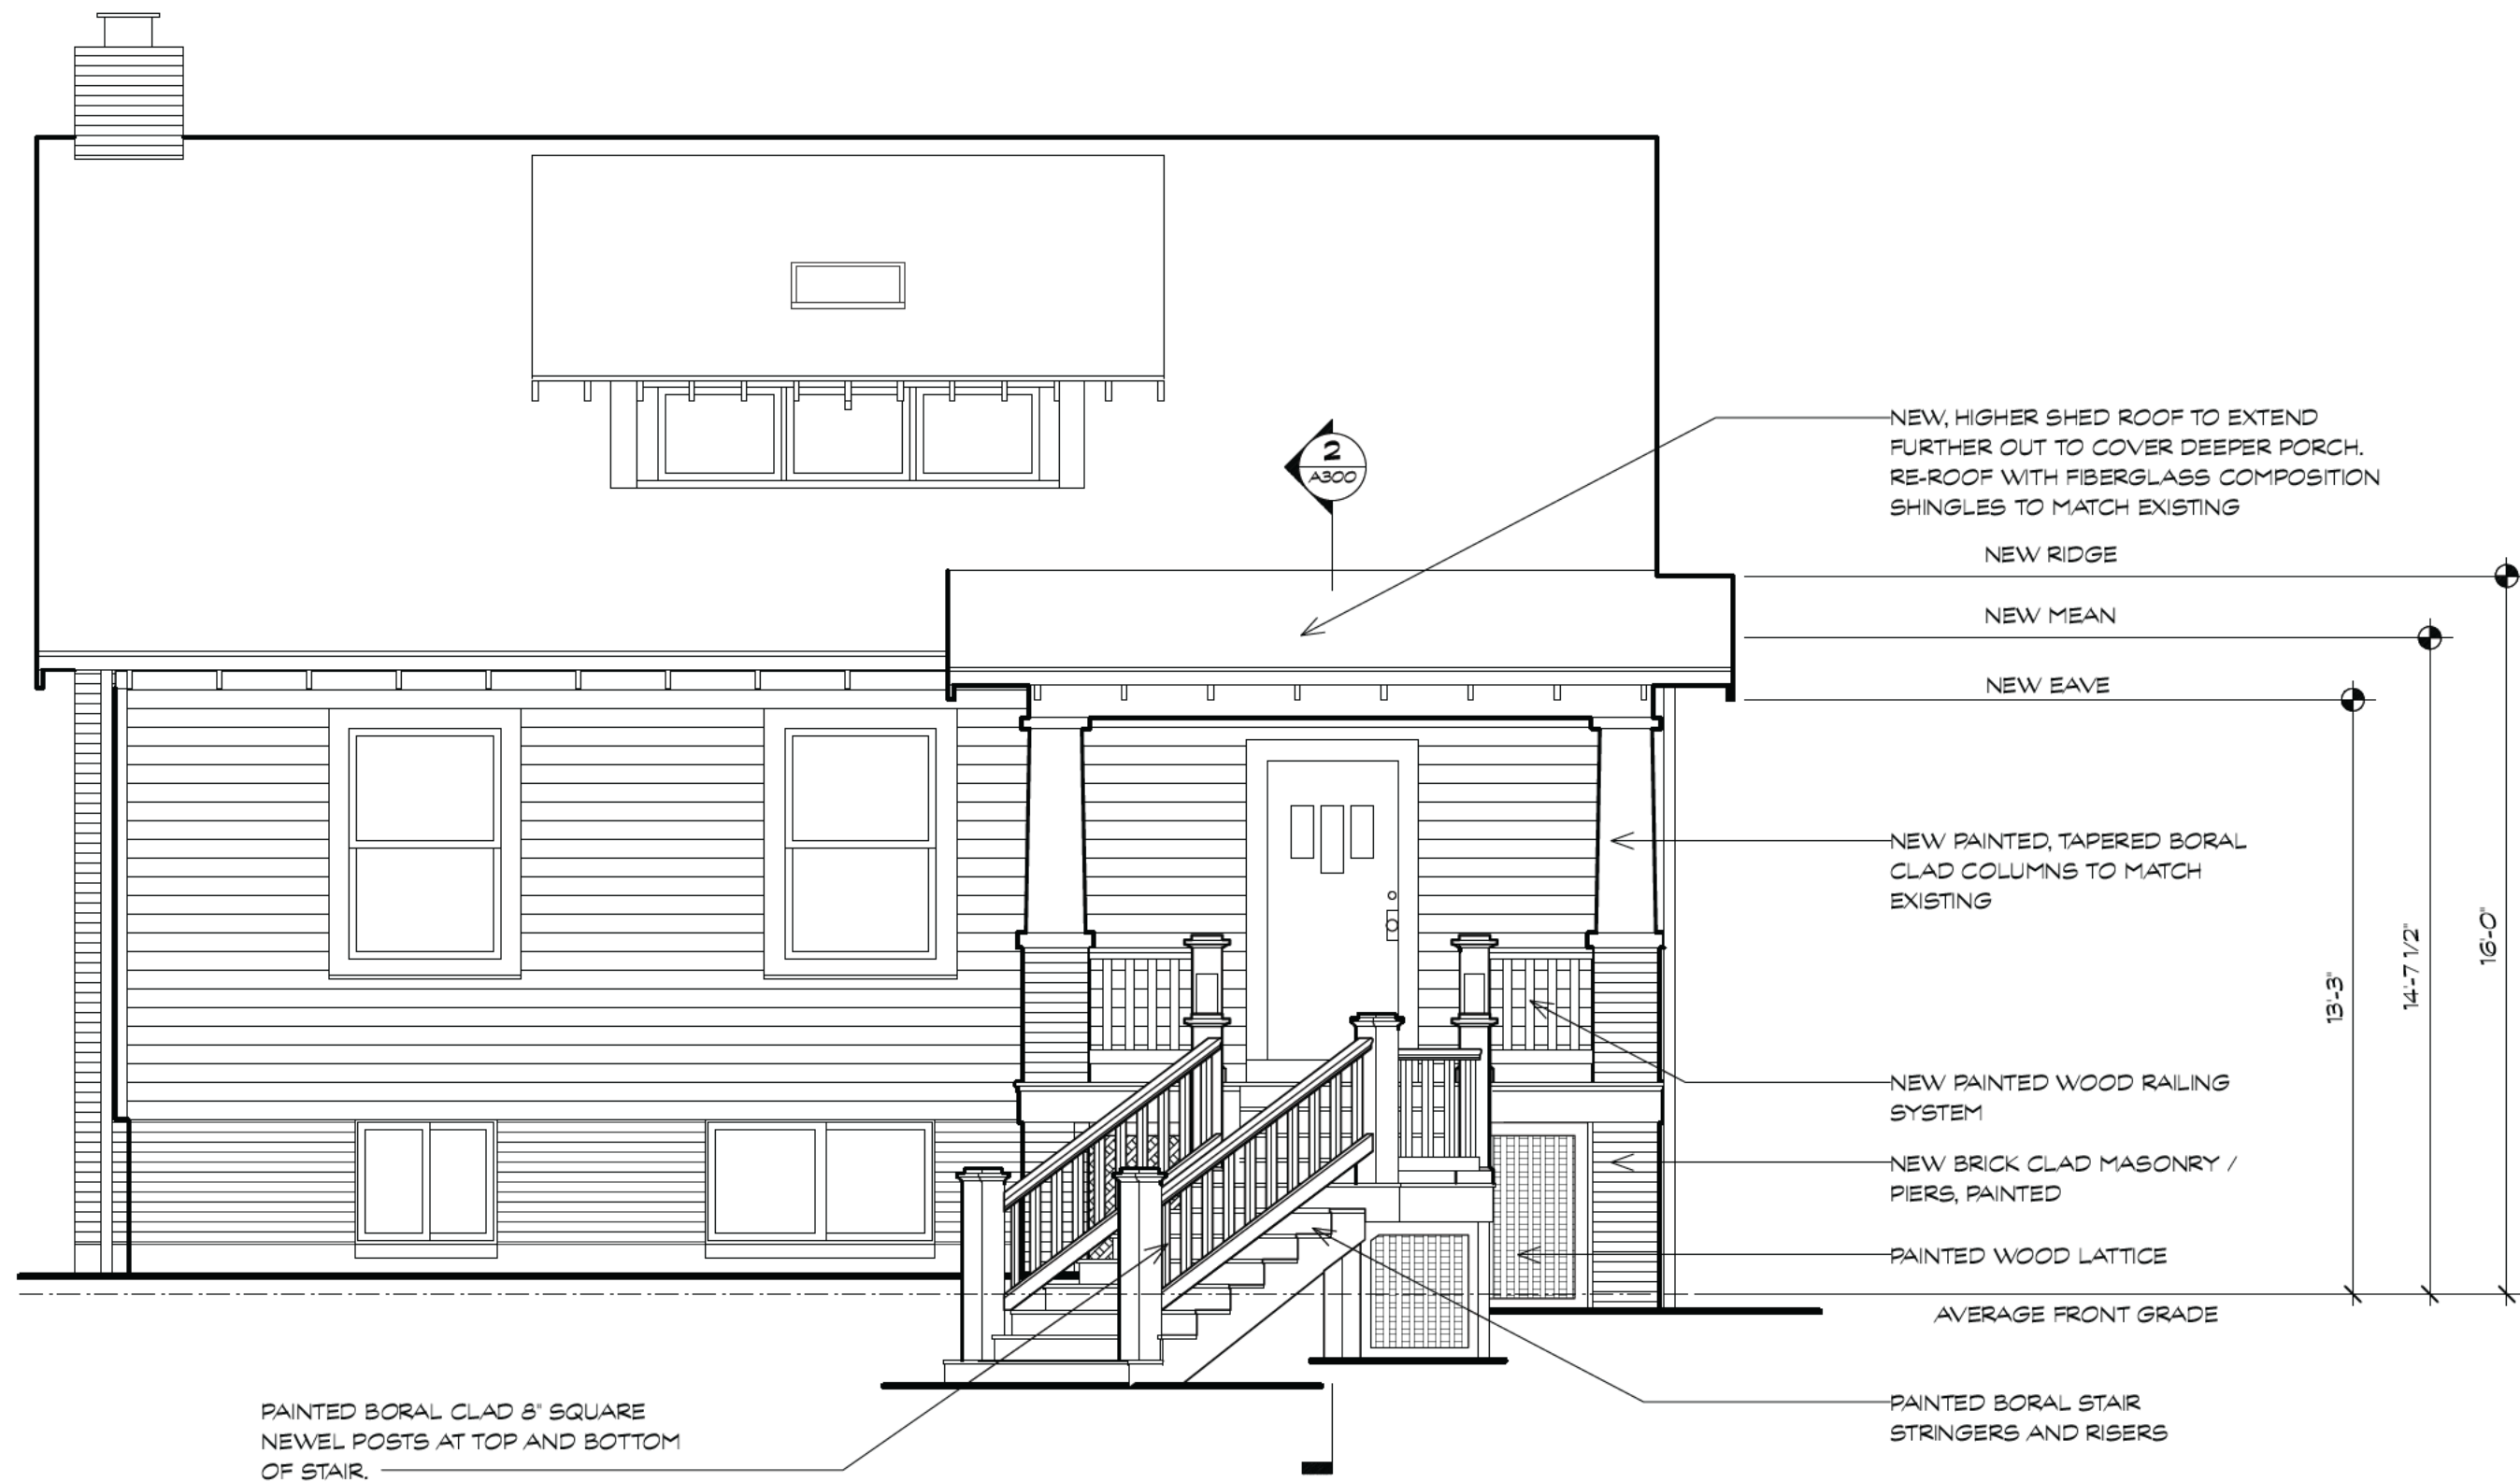 NEW, HIGHER SHED ROOF TO EXTEND
FURTHER OUT TO COVER DEEPER PORCH.
RE-ROOF WITH FIBERGLASS COMPOSITION
SHINGLES TO MATCH EXISTING
2
A300
NEW RIDGE
NEW MEAN
NEW EAVE
NEW PAINTED, TAPERED BORAL
CLAD COLUMNS TO MATCH
EXISTING
13'-3"
14'-7 1/2"
16'-0"
NEW PAINTED WOOD RAILING
SYSTEM
NEW BRICK CLAD MASONRY /
PIERS, PAINTED
PAINTED WOOD LATTICE
AVERAGE FRONT GRADE
PAINTED BORAL STAIR
STRINGERS AND RISERS
PAINTED BORAL CLAD 8" SQUARE
NEWEL POSTS AT TOP AND BOTTOM
OF STAIR.